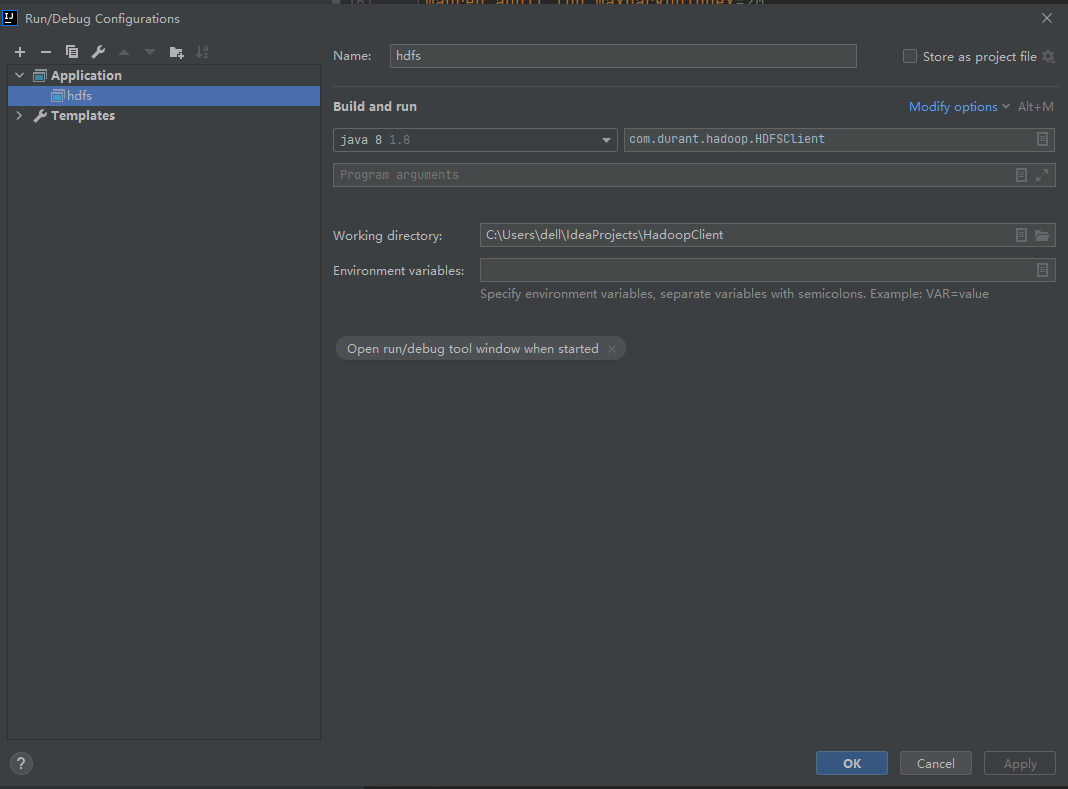 Run/Debug Configurations
Application
hdfs
Templates
Name:
hdfs
Store as project file
Build and run
Modify options
Alt+M
java 8 1.8
com.durant.hadoop.HDFSClient
Program arguments
Working directory:
C:\Users\dell\IdeaProjects\HadoopClient
Environment variables:
Specify environment variables, separate variables with semicolons. Example: VAR=value
Open run/debug tool window when started
?
OK
Cancel
Apply